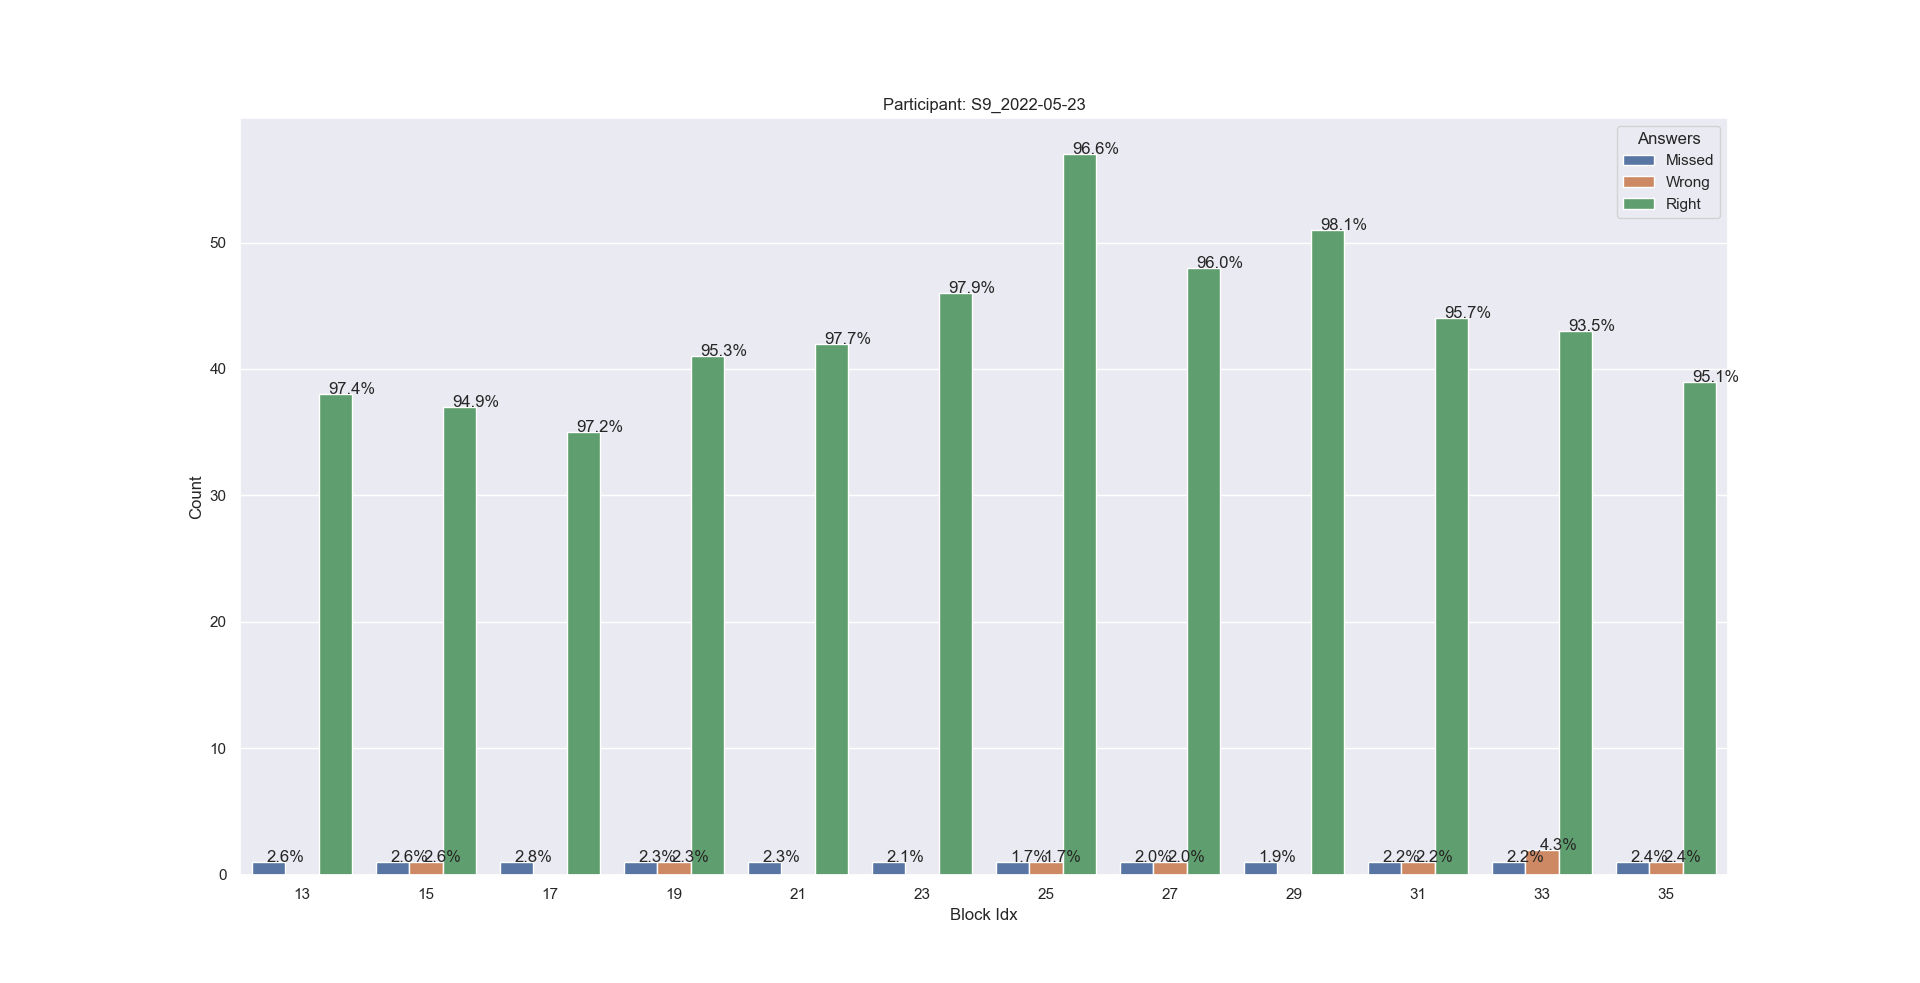 Participant: S9_2022-05-23
Answers
Missed
Wrong
Right
Count
50
40
30
20
10
0
96.6%
98.1%
96.0%
97.9%
95.7%
93.5%
97.7%
95.3%
95.1%
97.4%
94.9%
97.2%
4.3%
2.6% 2.6% 2.6% 2.8% 2.3% 2.3% 2.3% 2.1% 1.7% 1.7% 2.0% 2.0% 1.9% 2.2% 2.2% 2.2% 2.4% 2.4%
13 15 17 19 21 23 25 27 29 31 33 35
Block Idx